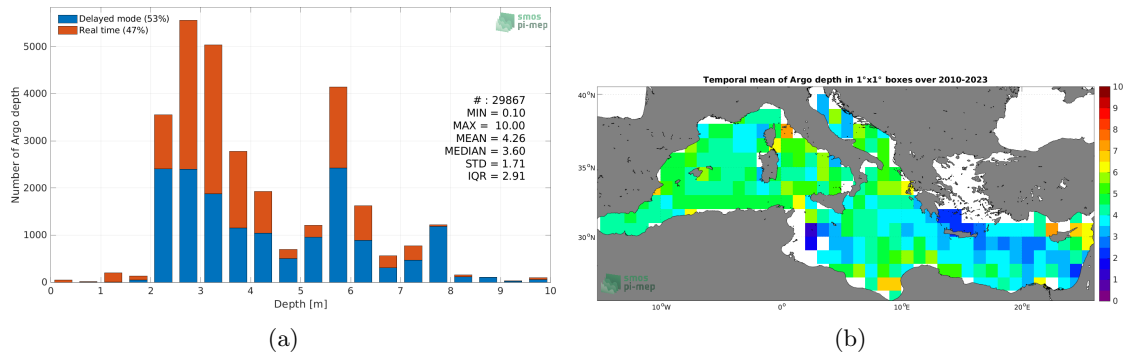 Delayed mode (53%)
Real time (47%)
smos
pi-mep
# : 29867
MIN = 0.10
MAX = 10.00
MEAN = 4.26
MEDIAN = 3.60
STD = 1.71
IQR = 2.91
Number of Argo depth
5000
4000
3000
2000
1000
0
0 1 2 3 4 5 6 7 8 9 10
Depth [m]
(a)
Temporal mean of Argo depth in 1°x1° boxes over 2010-2023
40°N
35°N
30°N
10°W 0° 10°E 20°E
smos
pi-mep
10
9
8
7
6
5
4
3
2
1
0
(b)